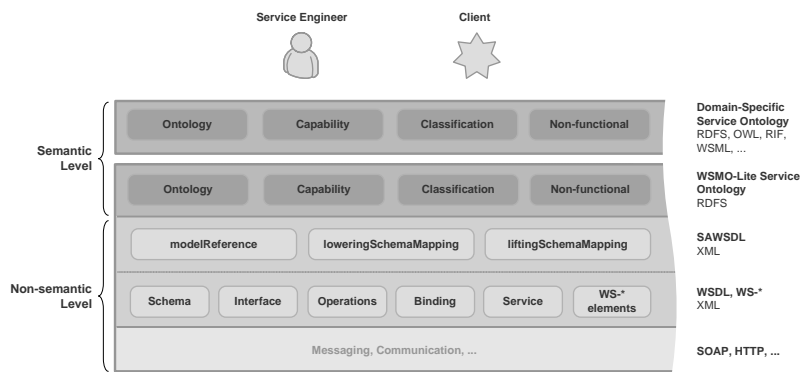 Service Engineer
Client
Semantic
Level
Ontology
Capability
Classification
Non-functional
Domain-Specific
Service Ontology
RDFS, OWL, RIF,
WSML, ...
Ontology
Capability
Classification
Non-functional
WSMO-Lite Service
Ontology
RDFS
Non-semantic
Level
modelReference
loweringSchemaMapping
liftingSchemaMapping
SAWSDL
XML
Schema
Interface
Operations
Binding
Service
WS-*
elements
WSDL, WS-*
XML
Messaging, Communication, ...
SOAP, HTTP, ...